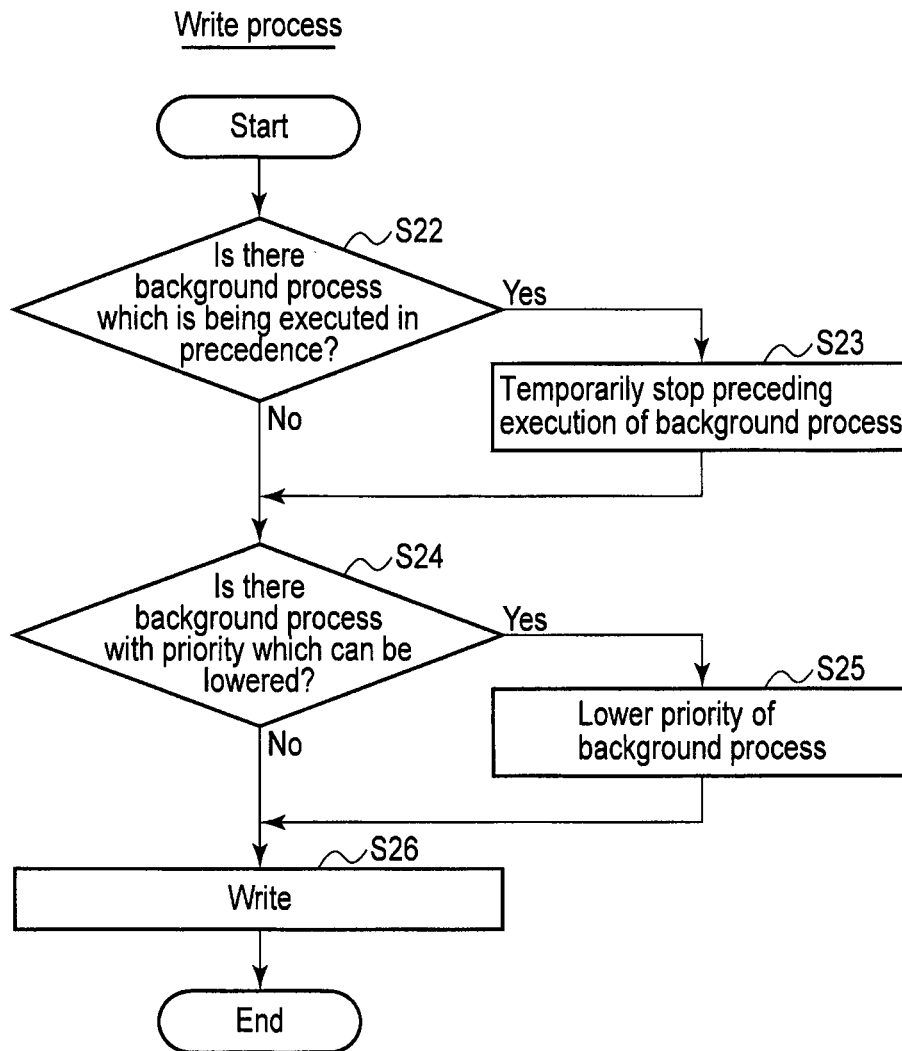 Write process
Start
S22
Is there
background process
which is being executed in
precedence?
Yes
No
S23
Temporarily stop preceding
execution of background process
S24
Is there
background process
with priority which can be
lowered?
Yes
No
S25
Lower priority of
background process
S26
Write
End